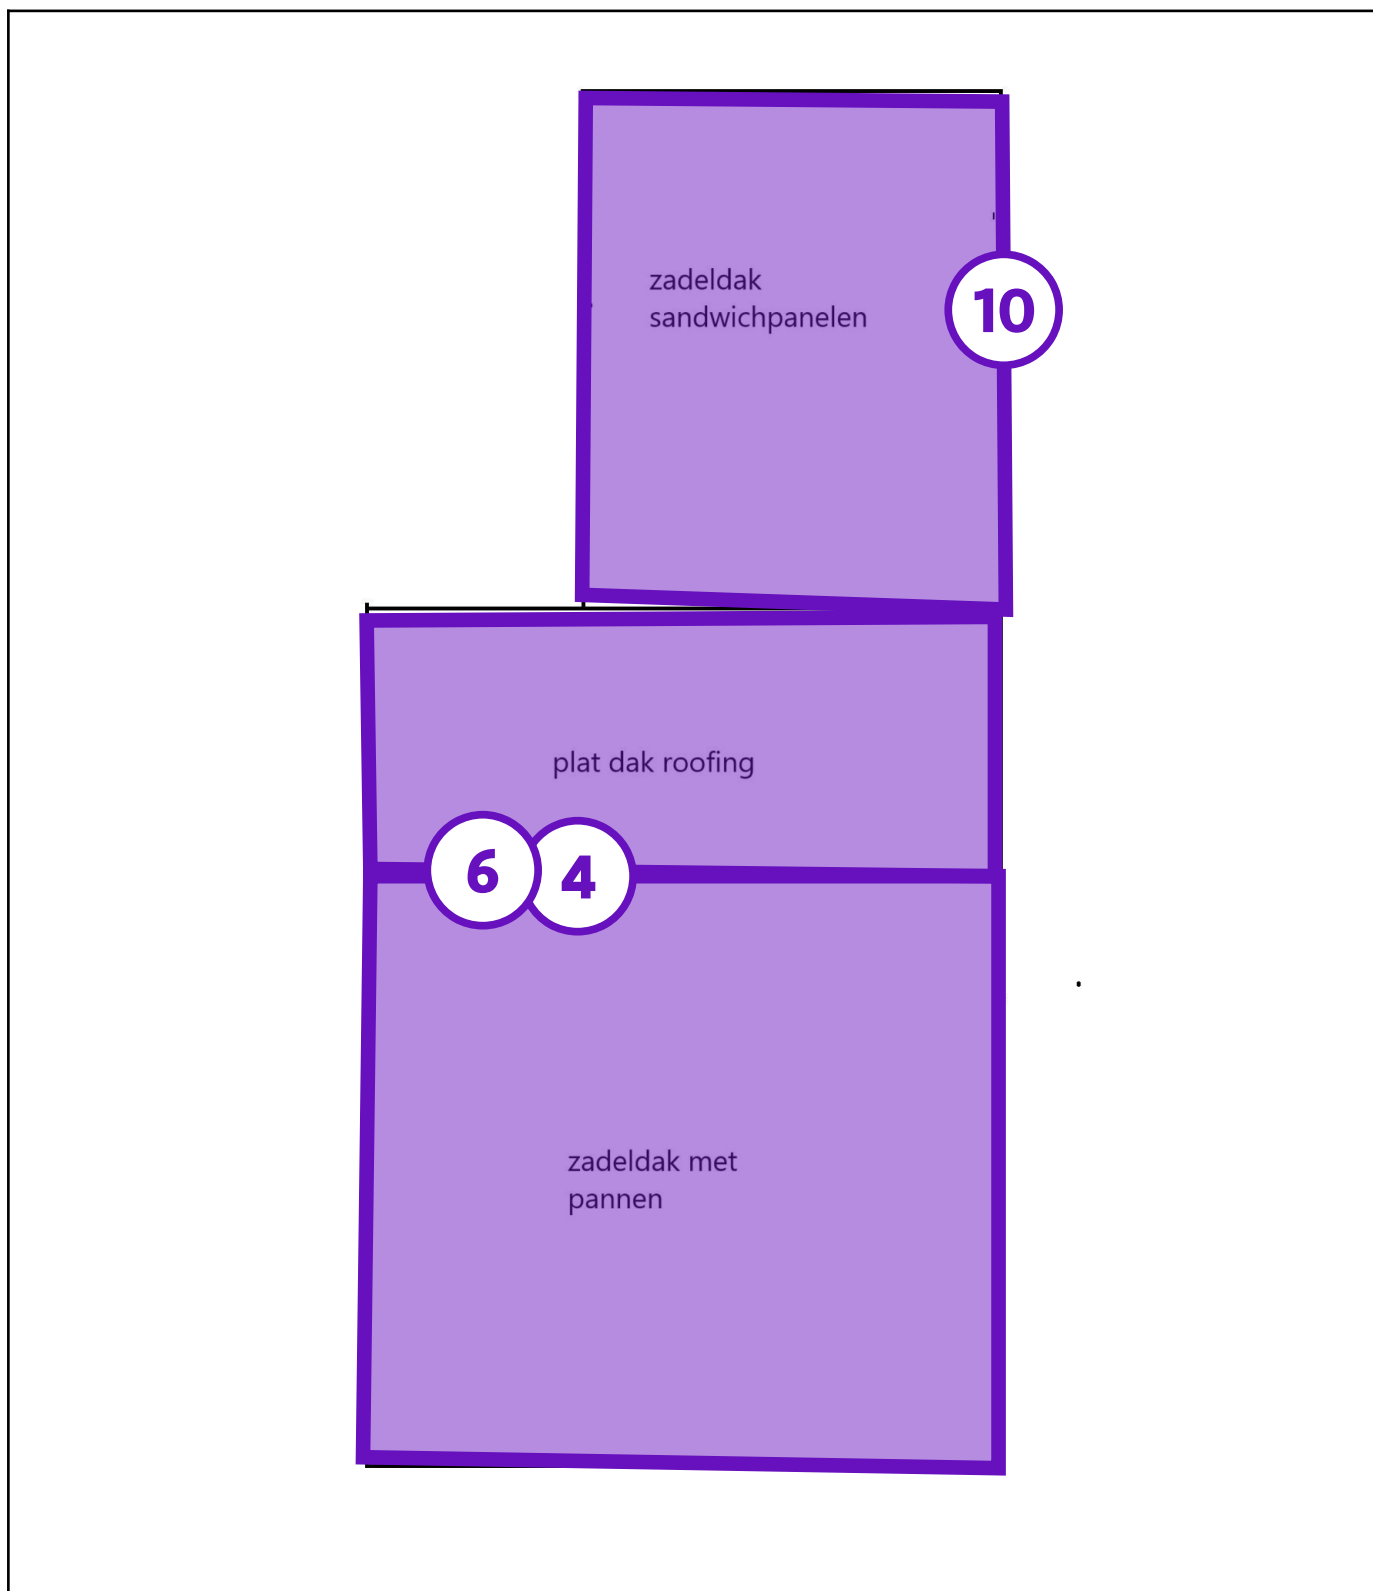 zadeldak
sandwichpanelen
10
plat dak roofing
6
4
zadeldak met
pannen